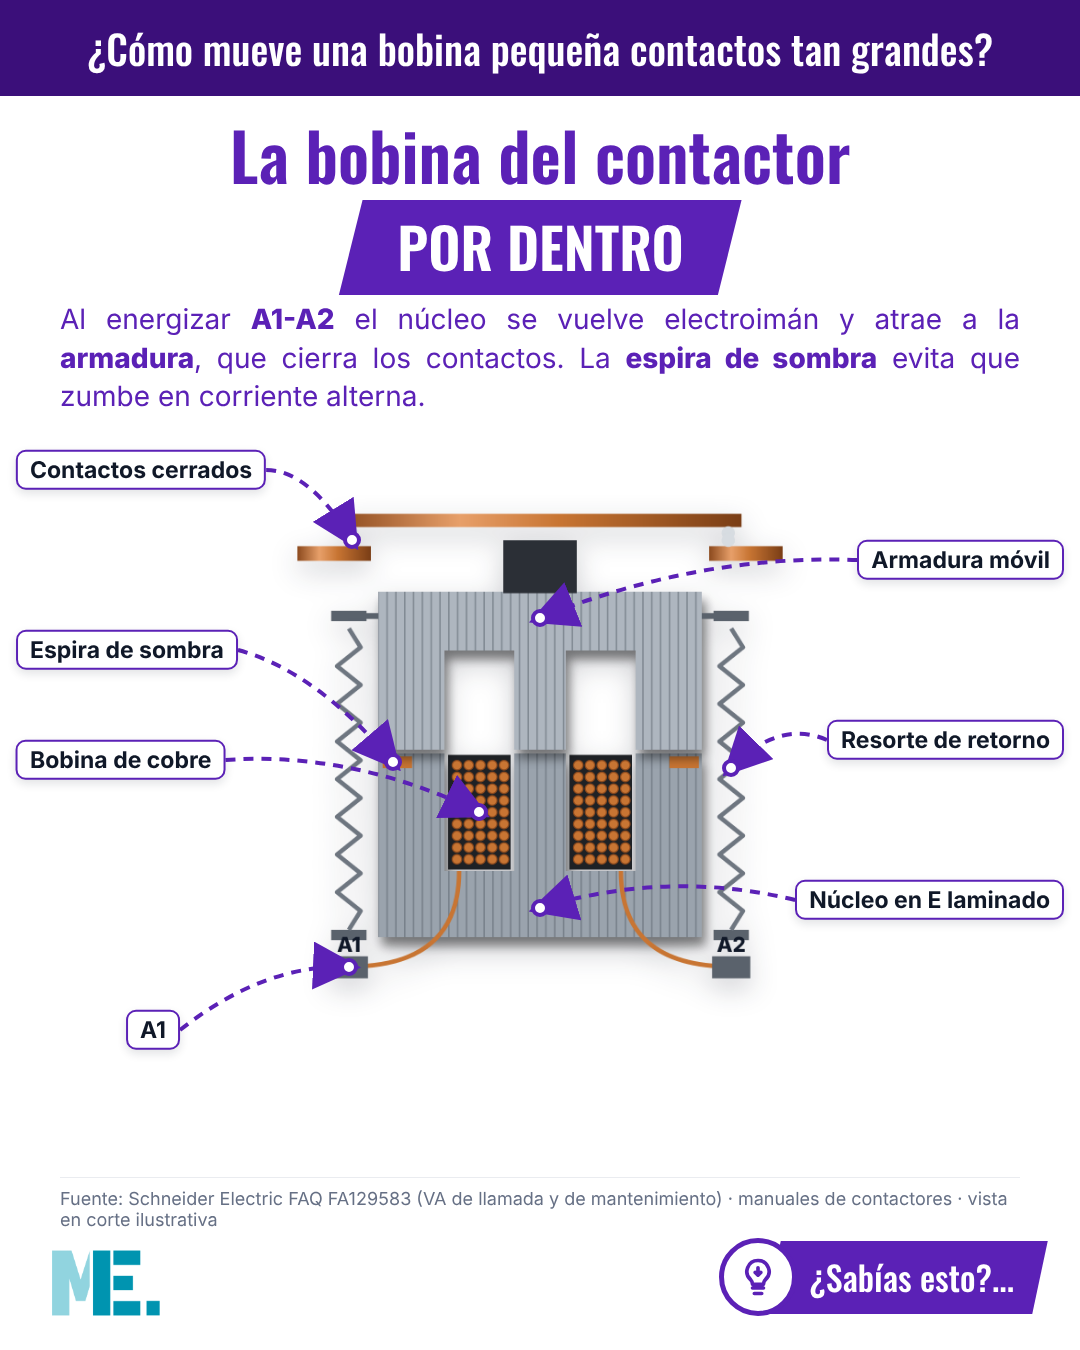 ¿Cómo mueve una bobina pequeña contactos tan grandes?
La bobina del contactor
POR DENTRO
Al energizar A1-A2 el núcleo se vuelve electroimán y atrae a la
armadura, que cierra los contactos. La espira de sombra evita que
zumbe en corriente alterna.
Contactos cerrados
Armadura móvil
Espira de sombra
Resorte de retorno
Bobina de cobre
Núcleo en E laminado
A1
A2
A1
Fuente: Schneider Electric FAQ FA129583 (VA de llamada y de mantenimiento) · manuales de contactores · vista
en corte ilustrativa
ME.
¿Sabías esto?...